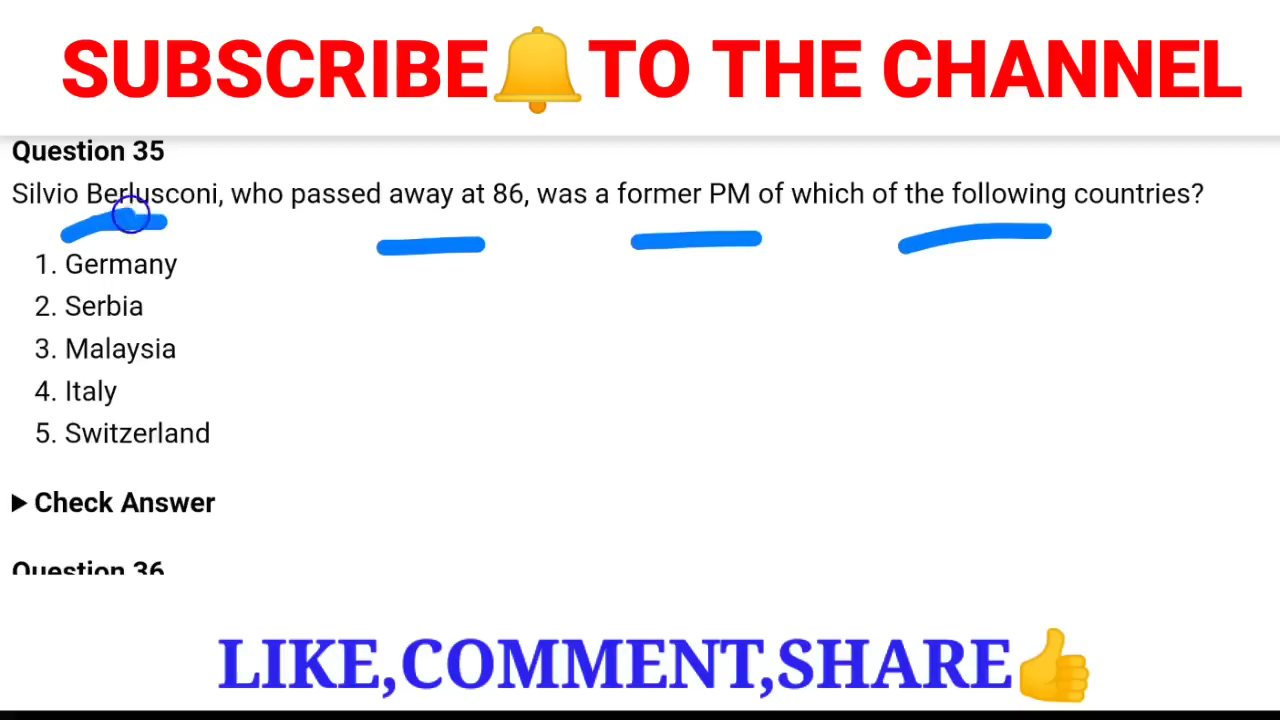 SUBSCRIBE🔔TO THE CHANNEL
Question 35
Silvio Berlusconi, who passed away at 86, was a former PM of which of the following countries?
1. Germany
2. Serbia
3. Malaysia
4. Italy
5. Switzerland
▶ Check Answer
Question 36
LIKE,COMMENT,SHARE👍